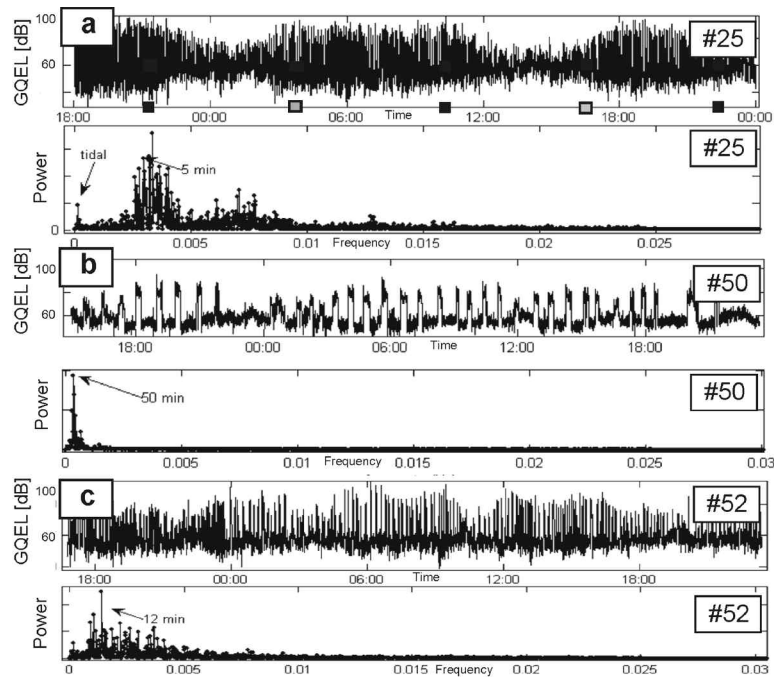 a
GQEL [dB]
100
60
#25
18:00 00:00 06:00 Time 12:00 18:00 00:00
Power
tidal
5 min
#25
0
0 0.005 0.01 Frequency 0.015 0.02 0.025
b
GQEL [dB]
100
60
#50
18:00 00:00 06:00 Time 12:00 18:00
Power
50 min
#50
0 0.005 0.01 Frequency 0.015 0.02 0.025 0.03
c
GQEL [dB]
100
60
#52
18:00 00:00 06:00 Time 12:00 18:00
Power
12 min
#52
0 0.005 0.01 0.015 Frequency 0.02 0.025 0.03